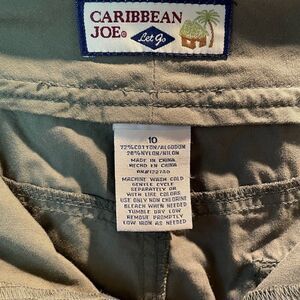 CARIBBEAN
JOE® Let Go
10
72%COTTON/ALGODON
28%NYLON/NILON
MADE IN CHINA
HECHO EN CHINA
MACHINE WASH COLD
GENTLE CYCLE
SEPARATELY OR
WITH LIKE COLORS
USE ONLY NON CHLORINE
BLEACH WHEN NEEDED
TUMBLE DRY LOW
LOW IRON AS NEEDED